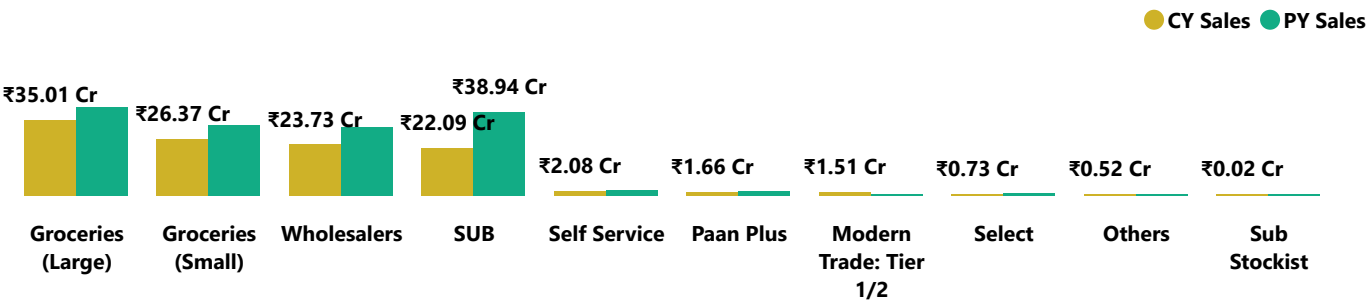 CY Sales PY Sales
₹38.94 Cr
₹35.01 Cr
₹26.37 Cr ₹23.73 Cr ₹22.09 Cr
₹2.08 Cr ₹1.66 Cr ₹1.51 Cr ₹0.73 Cr ₹0.52 Cr ₹0.02 Cr
Groceries Groceries Wholesalers SUB Self Service Paan Plus Modern Select Others Sub
(Large) (Small) Trade: Tier Stockist
1/2